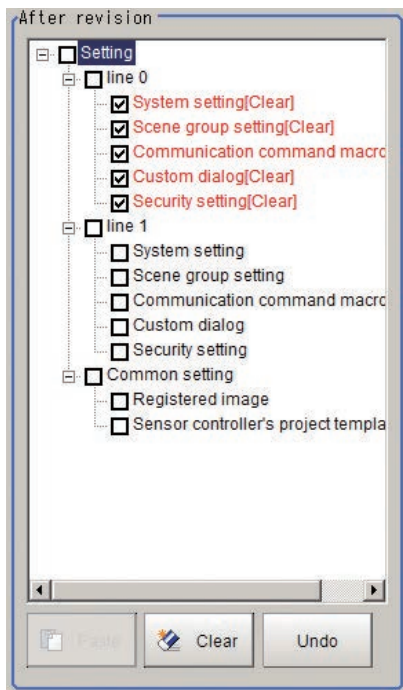 After revision
Setting
line 0
System setting[Clear]
Scene group setting[Clear]
Communication command macro
Custom dialog[Clear]
Security setting[Clear]
line 1
System setting
Scene group setting
Communication command macro
Custom dialog
Security setting
Common setting
Registered image
Sensor controller's project templa
Paste Clear Undo